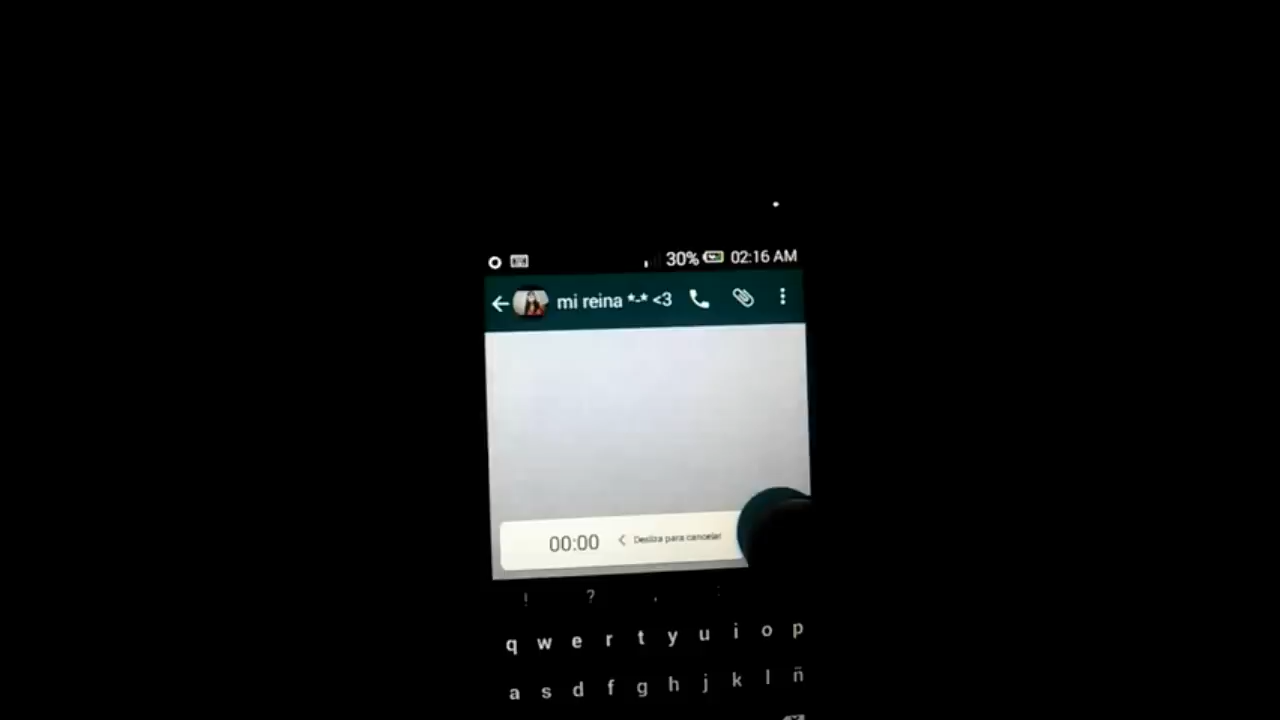 30% 02:16 AM
mi reina *-* <3
00:00 < Desliza para cancelar
! ? , :
q w e r t y u i o p
a s d f g h j k l ñ